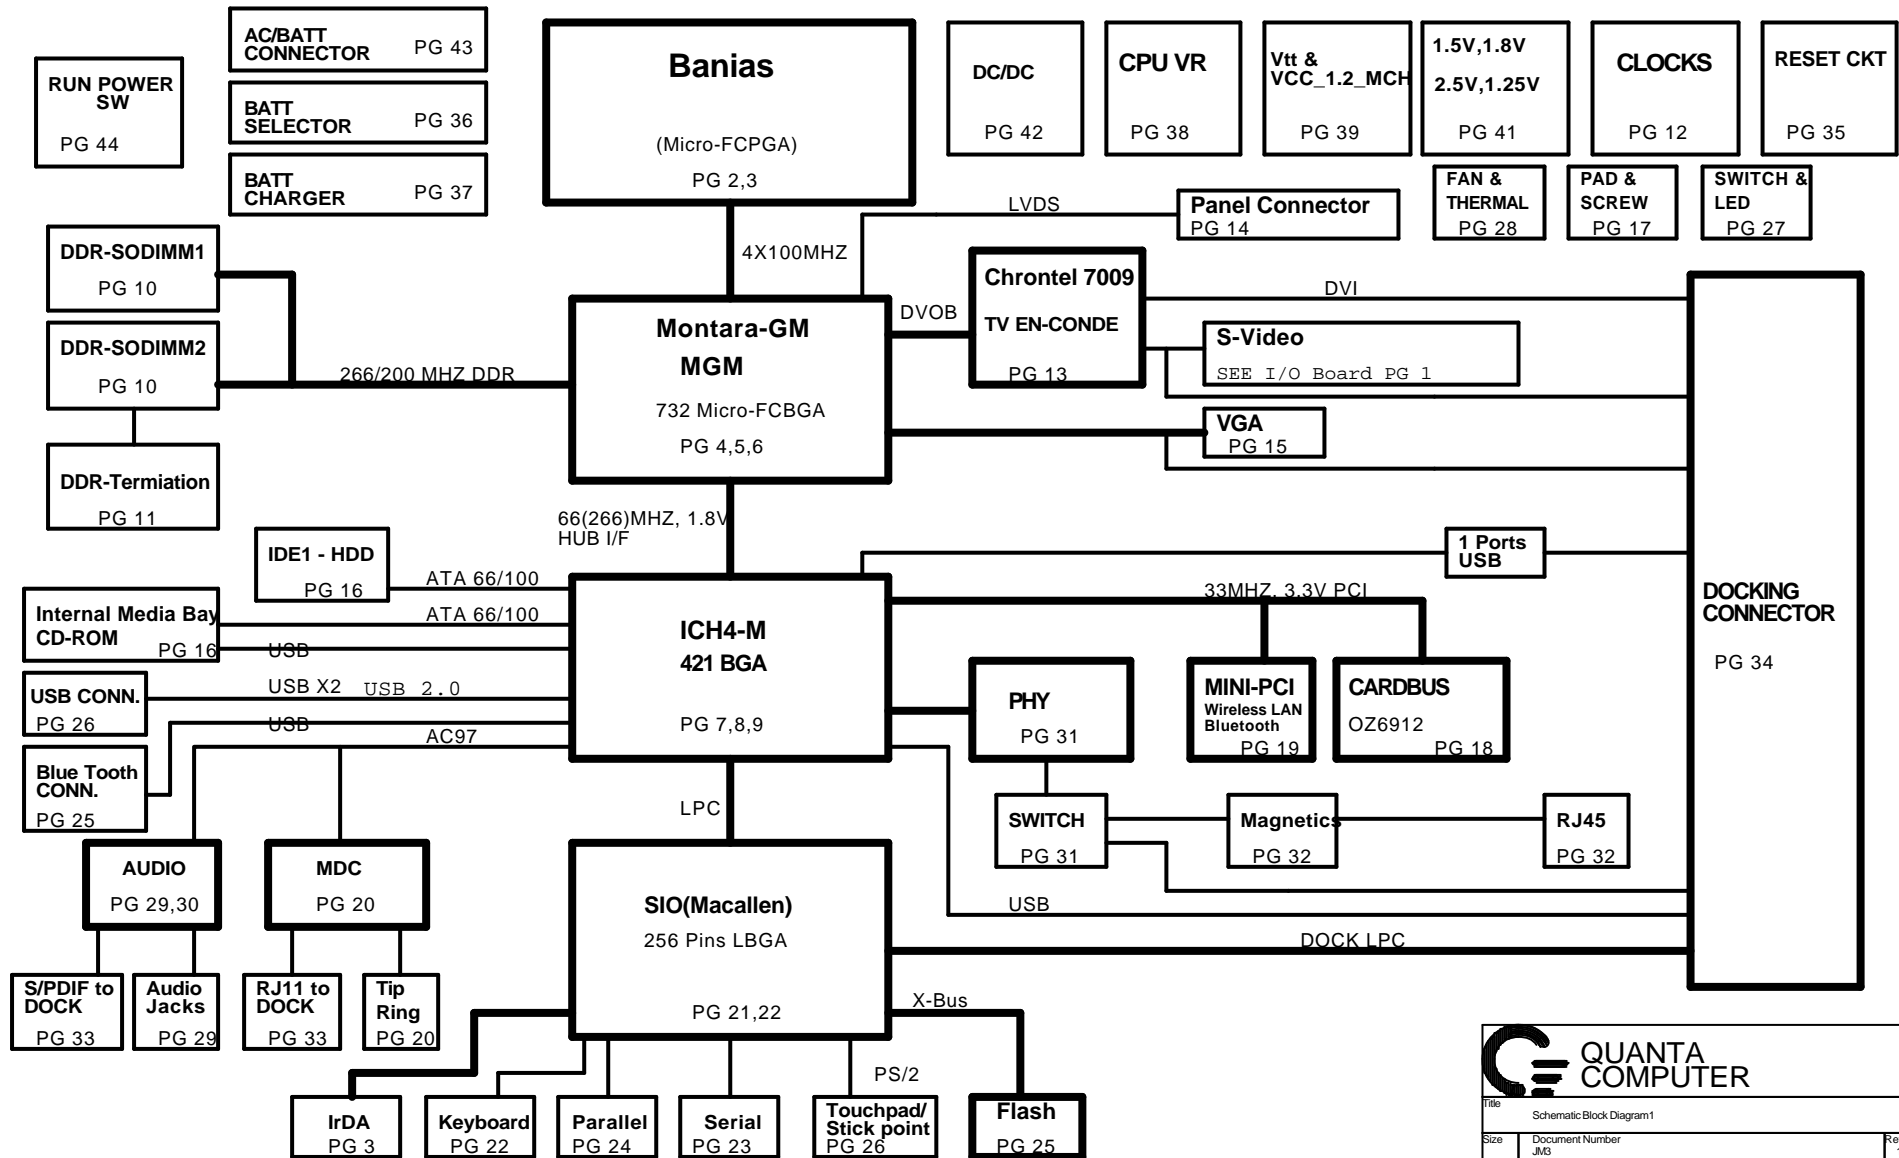 RUN POWER
SW
PG 44
AC/BATT
CONNECTOR PG 43
BATT
SELECTOR PG 36
BATT
CHARGER PG 37
Banias
(Micro-FCPGA)
PG 2,3
DC/DC
PG 42
CPU VR
PG 38
Vtt &
VCC_1.2_MCH
PG 39
1.5V,1.8V
2.5V,1.25V
PG 41
CLOCKS
PG 12
RESET CKT
PG 35
FAN &
THERMAL
PG 28
PAD &
SCREW
PG 17
SWITCH &
LED
PG 27
LVDS
Panel Connector
PG 14
4X100MHZ
DDR-SODIMM1
PG 10
DDR-SODIMM2
PG 10
DDR-Termiation
PG 11
266/200 MHZ DDR
Montara-GM
MGM
732 Micro-FCBGA
PG 4,5,6
DVOB
Chrontel 7009
TV EN-CONDE
PG 13
DVI
S-Video
SEE I/O Board PG 1
VGA
PG 15
66(266)MHZ, 1.8V
HUB I/F
1 Ports
USB
DOCKING
CONNECTOR
PG 34
IDE1 - HDD
PG 16
ATA 66/100
Internal Media Bay
CD-ROM
PG 16
ATA 66/100
USB
USB CONN.
PG 26
USB X2 USB 2.0
USB
AC97
Blue Tooth
CONN.
PG 25
ICH4-M
421 BGA
PG 7,8,9
33MHZ, 3.3V PCI
PHY
PG 31
MINI-PCI
Wireless LAN
Bluetooth
PG 19
CARDBUS
OZ6912
PG 18
LPC
SWITCH
PG 31
Magnetics
PG 32
RJ45
PG 32
AUDIO
PG 29,30
MDC
PG 20
SIO(Macallen)
256 Pins LBGA
PG 21,22
USB
DOCK LPC
X-Bus
S/PDIF to
DOCK
PG 33
Audio
Jacks
PG 29
RJ11 to
DOCK
PG 33
Tip
Ring
PG 20
PS/2
IrDA
PG 3
Keyboard
PG 22
Parallel
PG 24
Serial
PG 23
Touchpad/
Stick point
PG 26
Flash
PG 25
QUANTA
COMPUTER
Title
Schematic Block Diagram1
Size Document Number
JM3